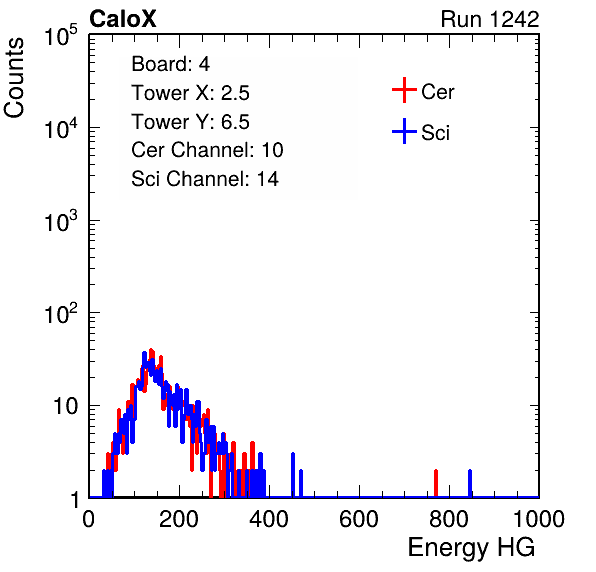 CaloX Run 1242
Counts
10^5
10^4
10^3
10^2
10
1
Board: 4
Tower X: 2.5
Tower Y: 6.5
Cer Channel: 10
Sci Channel: 14
Cer
Sci
0 200 400 600 800 1000
Energy HG